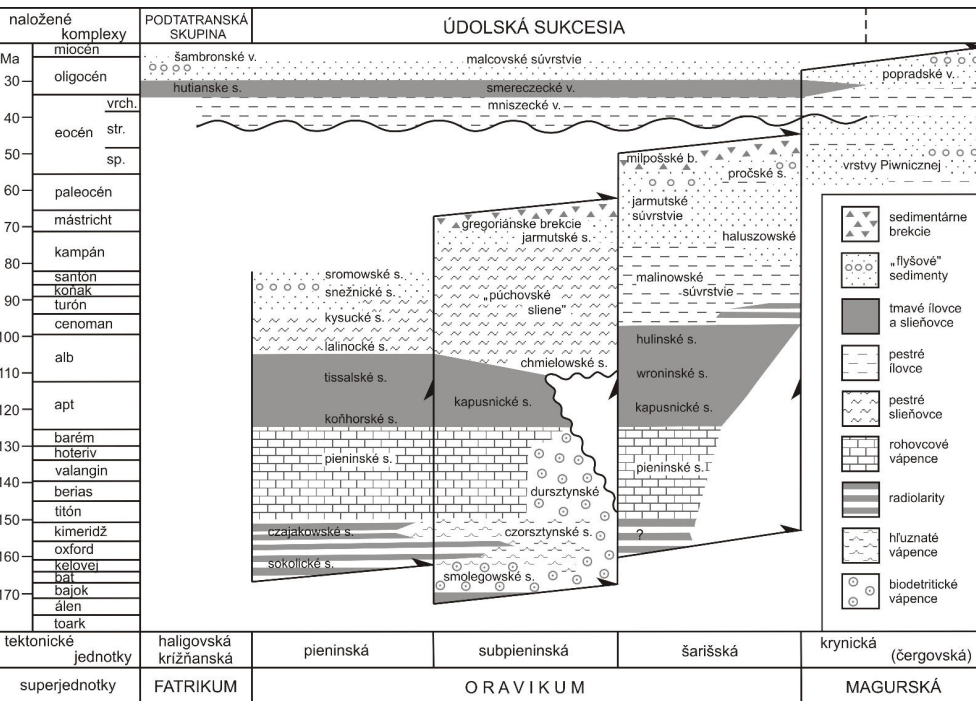 naložené
komplexy
PODTATRANSKÁ
SKUPINA
ÚDOLSKÁ SUKCESIA
Ma
30
40
50
60
70
80
90
100
110
120
130
140
150
160
170
miocén
oligocén
eocén
vrch.
str.
sp.
paleocén
mástricht
kampán
santón
koňak
turón
cenoman
alb
apt
barém
hoteriv
valangin
berias
titón
kimeridž
oxford
kelovej
bat
bajok
álen
toark
šambronské v.
malcovské súvrstvie
popradské v.
hutianske s.
smereczeké v.
mniszecké v.
milpošské b.
pročské s.
vrstvy Piwnicznej
jarmutské
súvrstvie
haluszowské
gregoriánske brekcie
jarmutské s.
malinowské
súvrstvie
sromowské s.
snežnické s.
„púchovské
sliene"
kysucké s.
lalinocké s.
chmielowské s.
hulinské s.
tissalské s.
wroninské s.
kapusnické s.
kapusnické s.
koňhorské s.
pieninské s.
pieninské s.
dursztynské
czajakowské s.
czorsztynské s.
?
sokolické s.
smolegowské s.
sedimentárne
brekcie
„flyšové"
sedimenty
tmavé ílovce
a slieňovce
pestré
ílovce
pestré
slieňovce
rohovcové
vápence
radiolarity
hľuznaté
vápence
biodetritické
vápence
tektonické
jednotky
haligovská
krížňanská
pieninská
subpieninská
šarišská
krynická
(čergovská)
superjednotky
FATRIKUM
ORAVIKUM
MAGURSKÁ